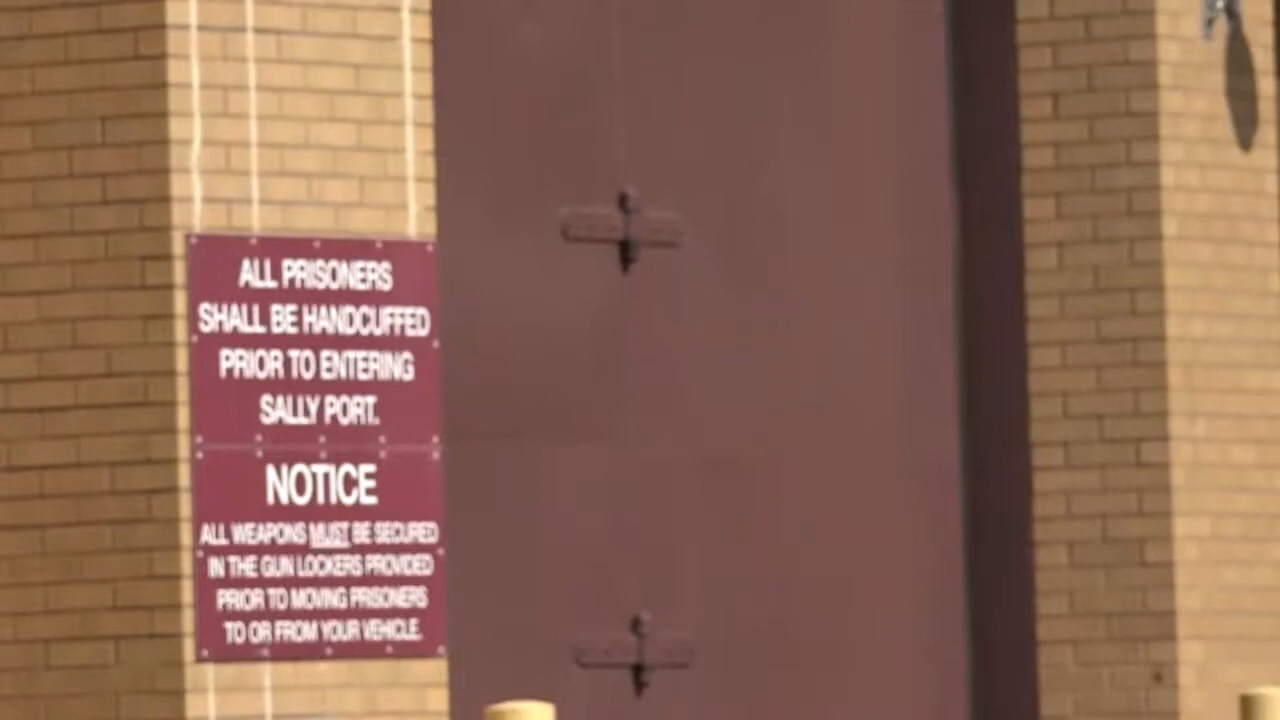 ALL PRISONERS
SHALL BE HANDCUFFED
PRIOR TO ENTERING
SALLY PORT.
NOTICE
ALL WEAPONS MUST BE SECURED
IN THE GUN LOCKERS PROVIDED
PRIOR TO MOVING PRISONERS
TO OR FROM YOUR VEHICLE.